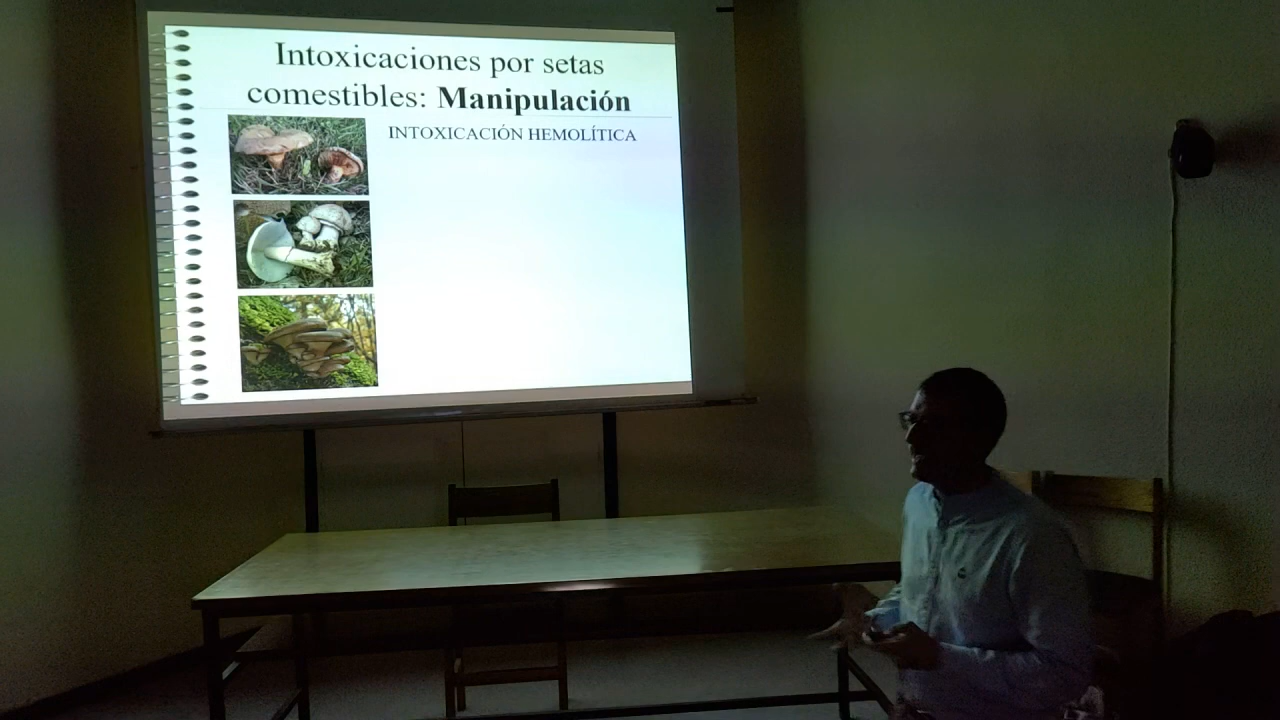 Intoxicaciones por setas
comestibles: Manipulación
INTOXICACIÓN HEMOLÍTICA